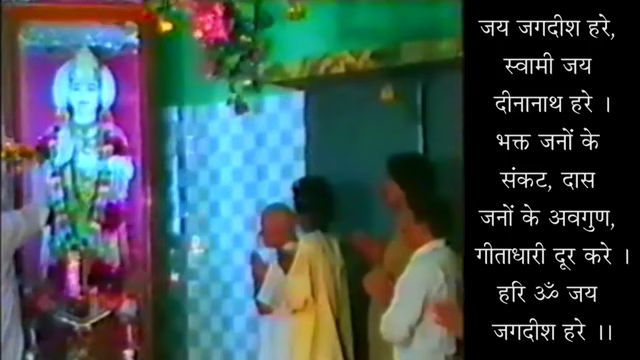 जय जगदीश हरे,
स्वामी जय
दीनानाथ हरे ।
भक्त जनों के
संकट, दास
जनों के अवगुण,
गीताधारी दूर करे ।
हरि ॐ जय
जगदीश हरे ।।